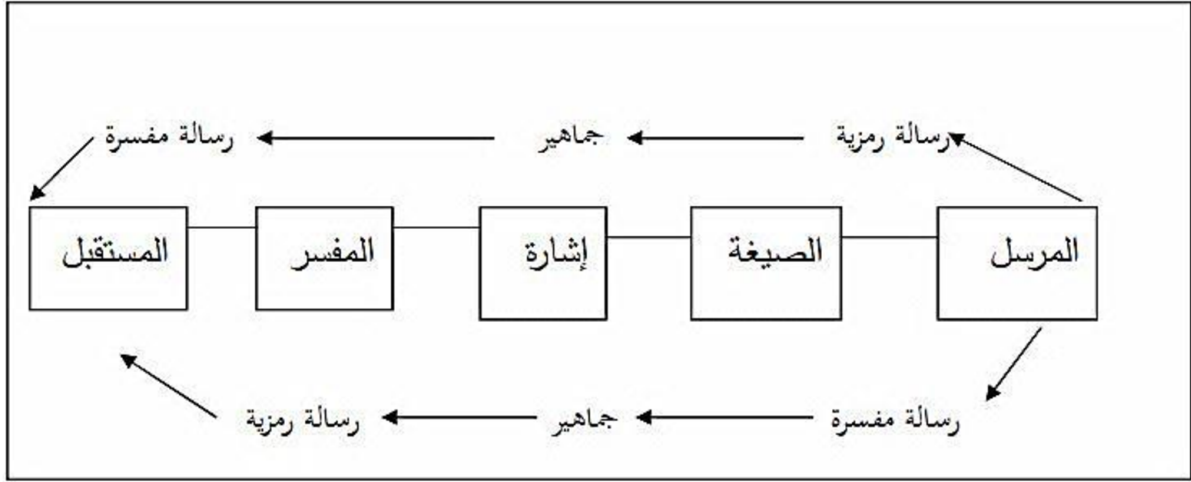 رسالة رمزية جماهير رسالة مفسرة
المرسل الصيغة إشارة المفسر المستقبل
رسالة مفسرة جماهير رسالة رمزية